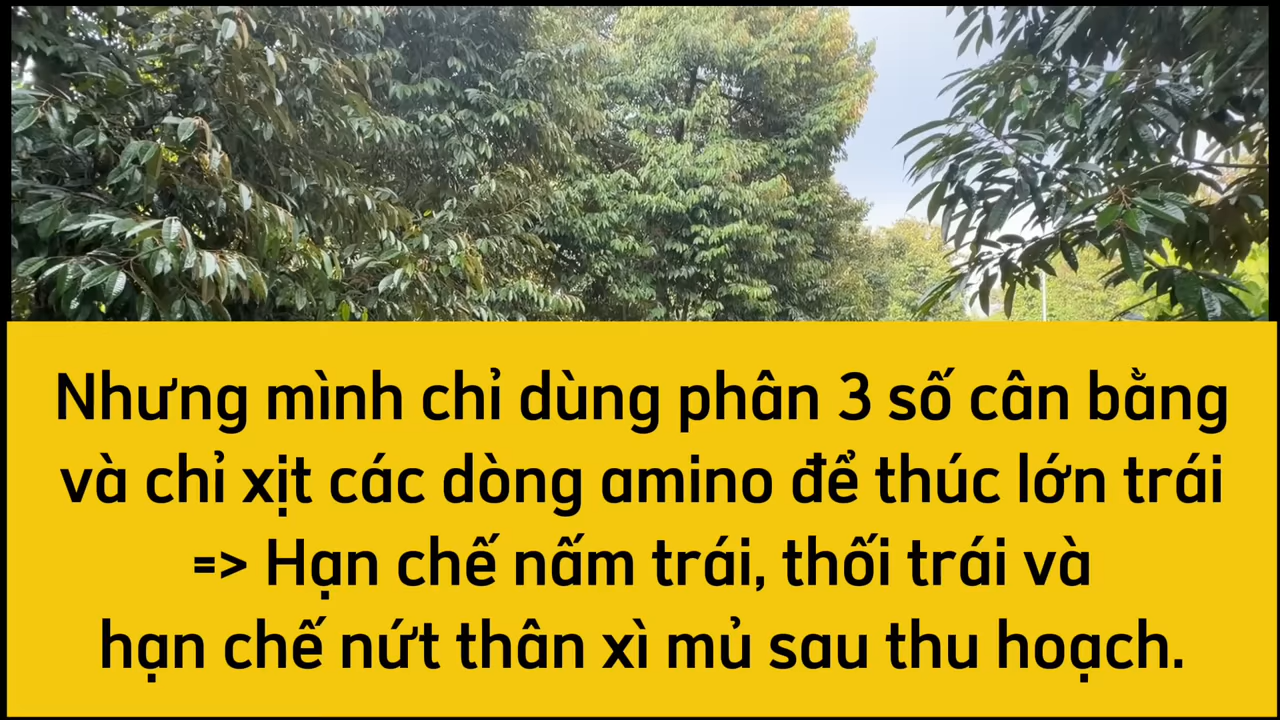 Nhưng mình chỉ dùng phân 3 số cân bằng
và chỉ xịt các dòng amino để thúc lớn trái
=> Hạn chế nấm trái, thối trái và
hạn chế nứt thân xì mủ sau thu hoạch.